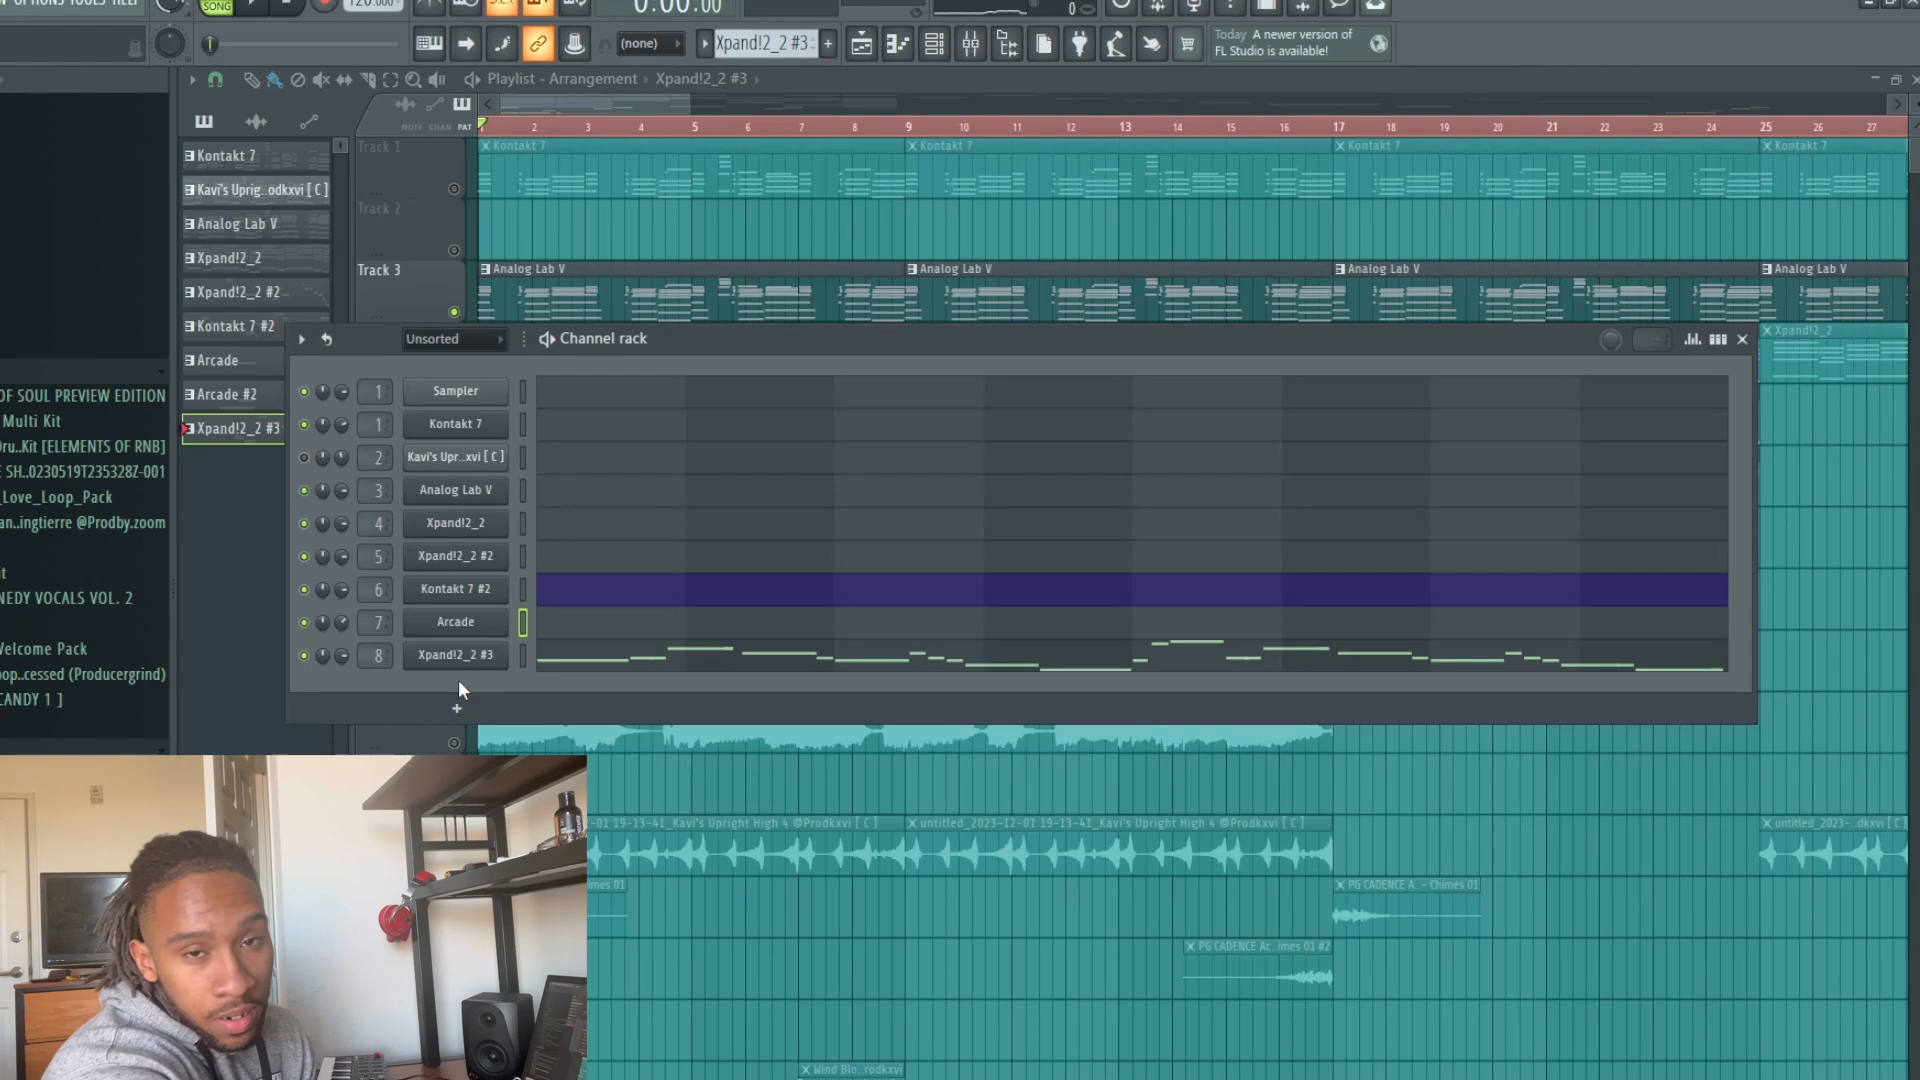 W OPTIONS TOOLS HELP
SONG
120.000
0:00:00
0
(none)
Xpand!2_2 #3
+
Today A newer version of
FL Studio is available!
Playlist - Arrangement › Xpand!2_2 #3 ›
NOTE CHAN PAT
2 3 4 5 6 7 8 9 10 11 12 13 14 15 16 17 18 19 20 21 22 23 24 25 26 27
Track 1
Kontakt 7
Kontakt 7
Kontakt 7
Kontakt 7
Track 2
Track 3
Analog Lab V
Analog Lab V
Analog Lab V
Analog Lab V
Kontakt 7
Kavi's Uprig..odkxvi [ C ]
Analog Lab V
Xpand!2_2
Xpand!2_2 #2
Kontakt 7 #2
Arcade
Arcade #2
Xpand!2_2 #3
Xpand!2_2
Unsorted
Channel rack
1 Sampler
1 Kontakt 7
2 Kavi's Upr..xvi [ C ]
3 Analog Lab V
4 Xpand!2_2
5 Xpand!2_2 #2
6 Kontakt 7 #2
7 Arcade
8 Xpand!2_2 #3
+
OF SOUL PREVIEW EDITION
Multi Kit
Dru..Kit [ELEMENTS OF RNB]
E SH..0230519T235328Z-001
_Love_Loop_Pack
an..ingtierre @Prodby.zoom
it
NEDY VOCALS VOL. 2
Welcome Pack
oop..cessed (Producergrind)
CANDY 1 ]
-01 19-13-41_Kavi's Upright High 4 @Prodkxvi [ C ]
untitled_2023-12-01 19-13-41_Kavi's Upright High 4 @Prodkxvi [ C ]
untitled_2023-..dkxvi [ C ]
imes 01
PG CADENCE A.. - Chimes 01
PG CADENCE Ac..imes 01 #2
Wind Blo..rodkxvi